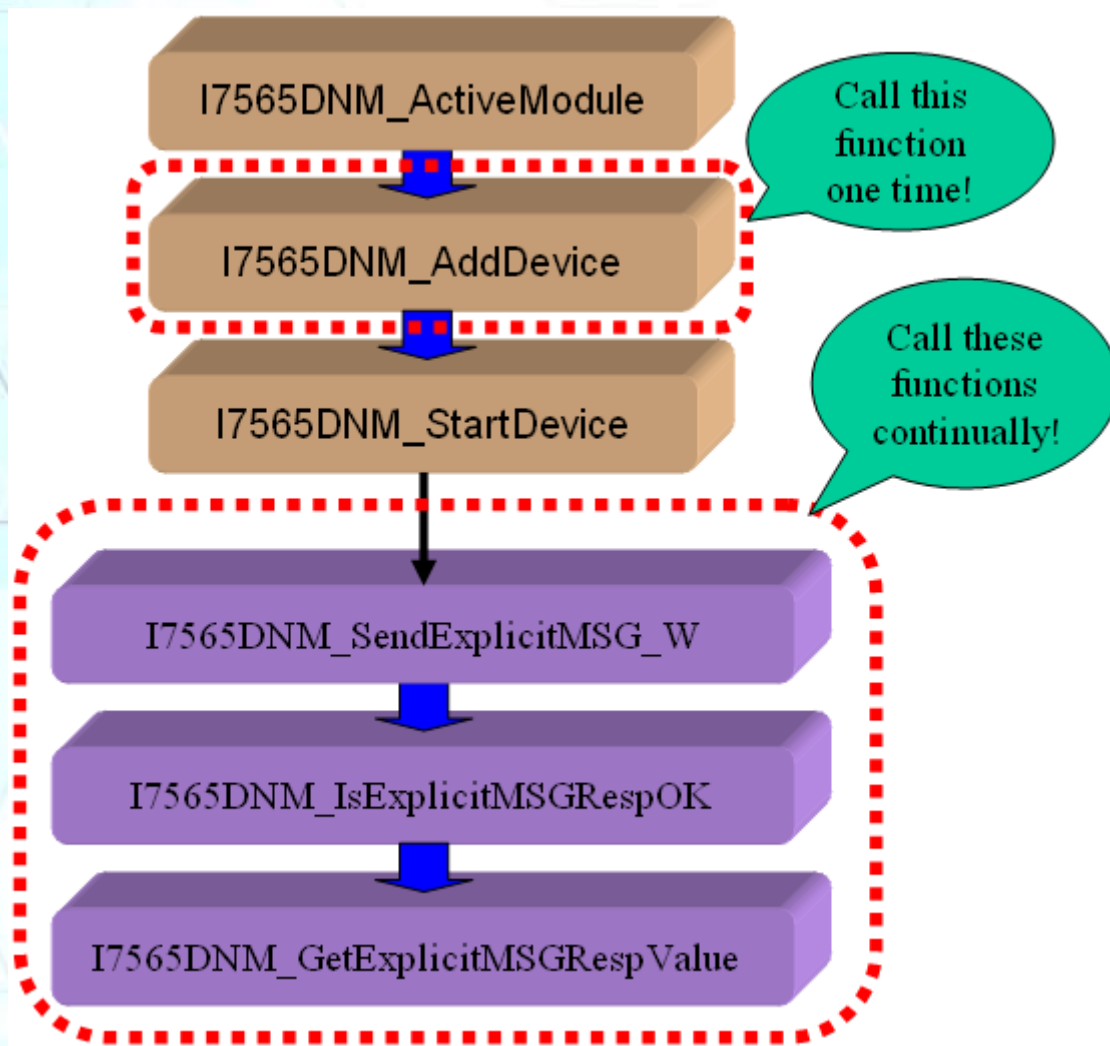 I7565DNM_ActiveModule
Call this
function
one time!
I7565DNM_AddDevice
I7565DNM_StartDevice
Call these
functions
continually!
I7565DNM_SendExplicitMSG_W
I7565DNM_IsExplicitMSGRespOK
I7565DNM_GetExplicitMSGRespValue